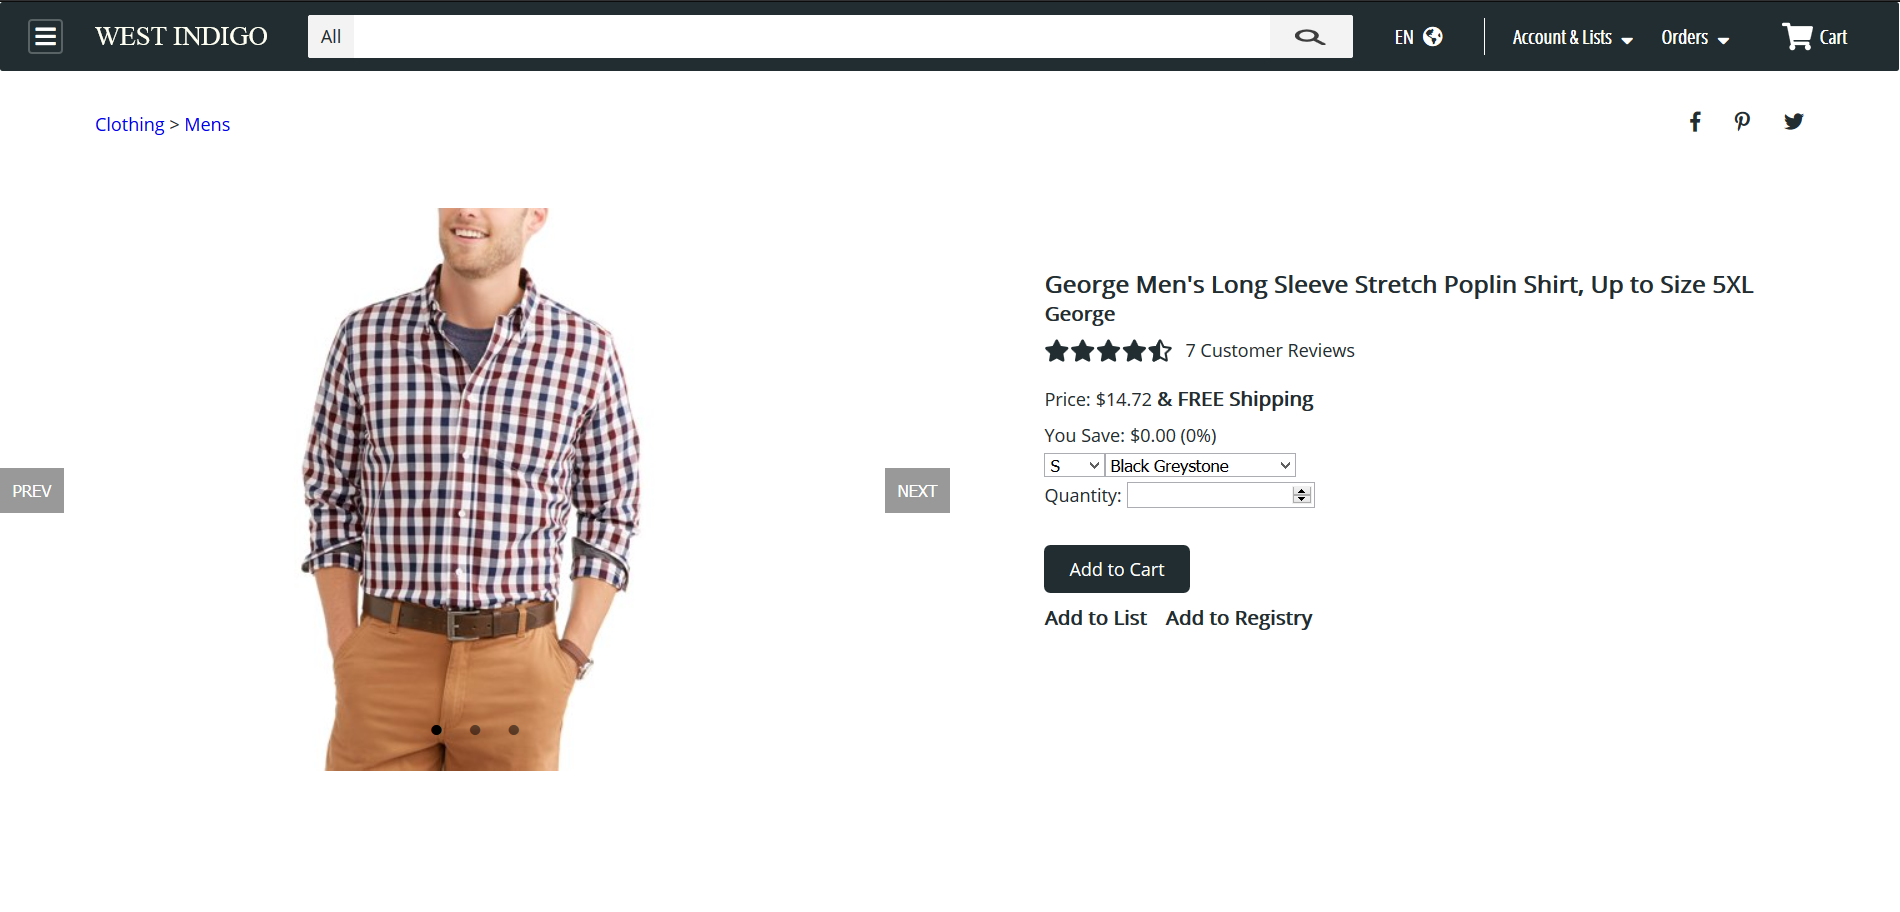 WEST INDIGO
All
EN
Account & Lists
Orders
Cart
Clothing > Mens
George Men's Long Sleeve Stretch Poplin Shirt, Up to Size 5XL
George
7 Customer Reviews
Price: $14.72 & FREE Shipping
You Save: $0.00 (0%)
S Black Greystone
PREV
NEXT
Quantity:
Add to Cart
Add to List Add to Registry